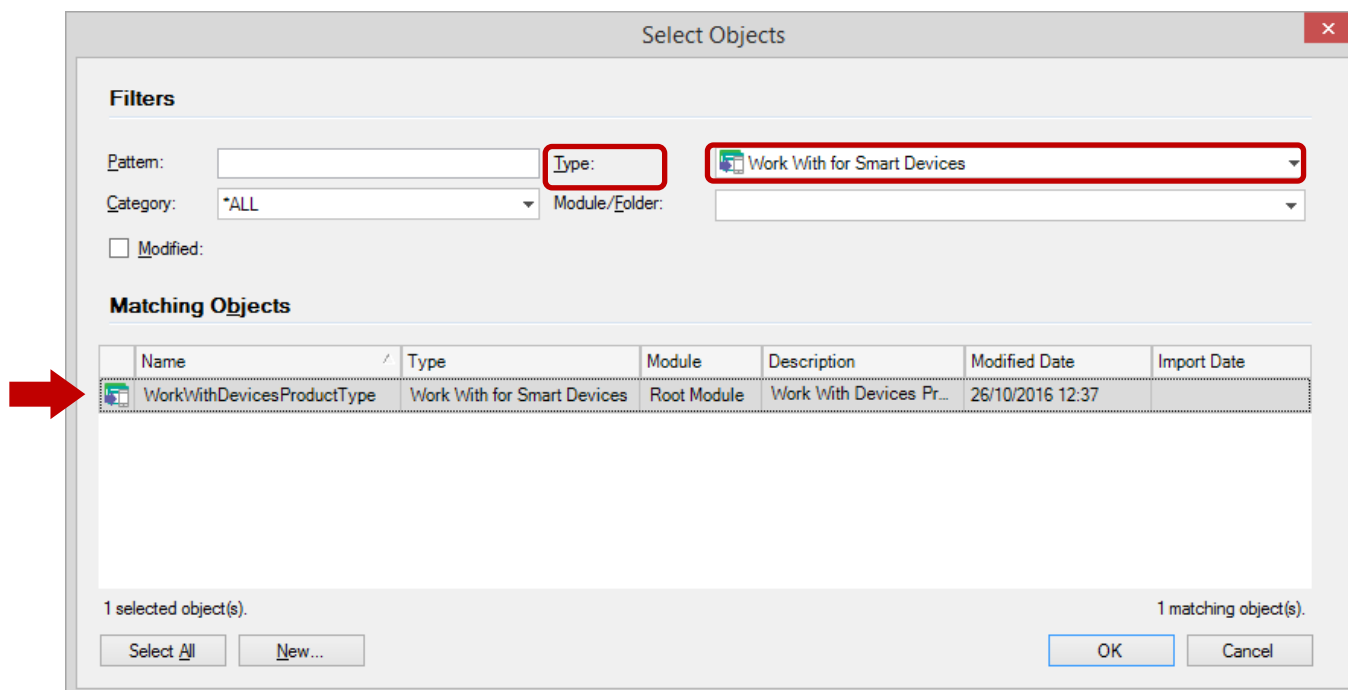 Select Objects
Filters
Pattern: Type: Work With for Smart Devices
Category: *ALL Module/Folder:
Modified:
Matching Objects
Name Type Module Description Modified Date Import Date
WorkWithDevicesProductType Work With for Smart Devices Root Module Work With Devices Pr... 26/10/2016 12:37
1 selected object(s). 1 matching object(s).
Select All New... OK Cancel